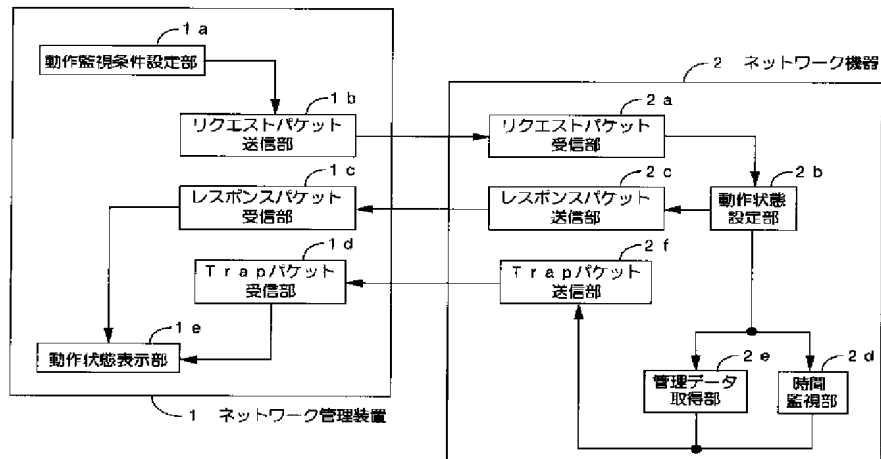 1a
動作監視条件設定部
2 ネットワーク機器
1b
リクエストパケット
送信部
2a
リクエストパケット
受信部
1c
レスポンスパケット
受信部
2c
レスポンスパケット
送信部
2b
動作状態
設定部
1d
Trapパケット
受信部
2f
Trapパケット
送信部
1e
動作状態表示部
2e
管理データ
取得部
2d
時間
監視部
1 ネットワーク管理装置